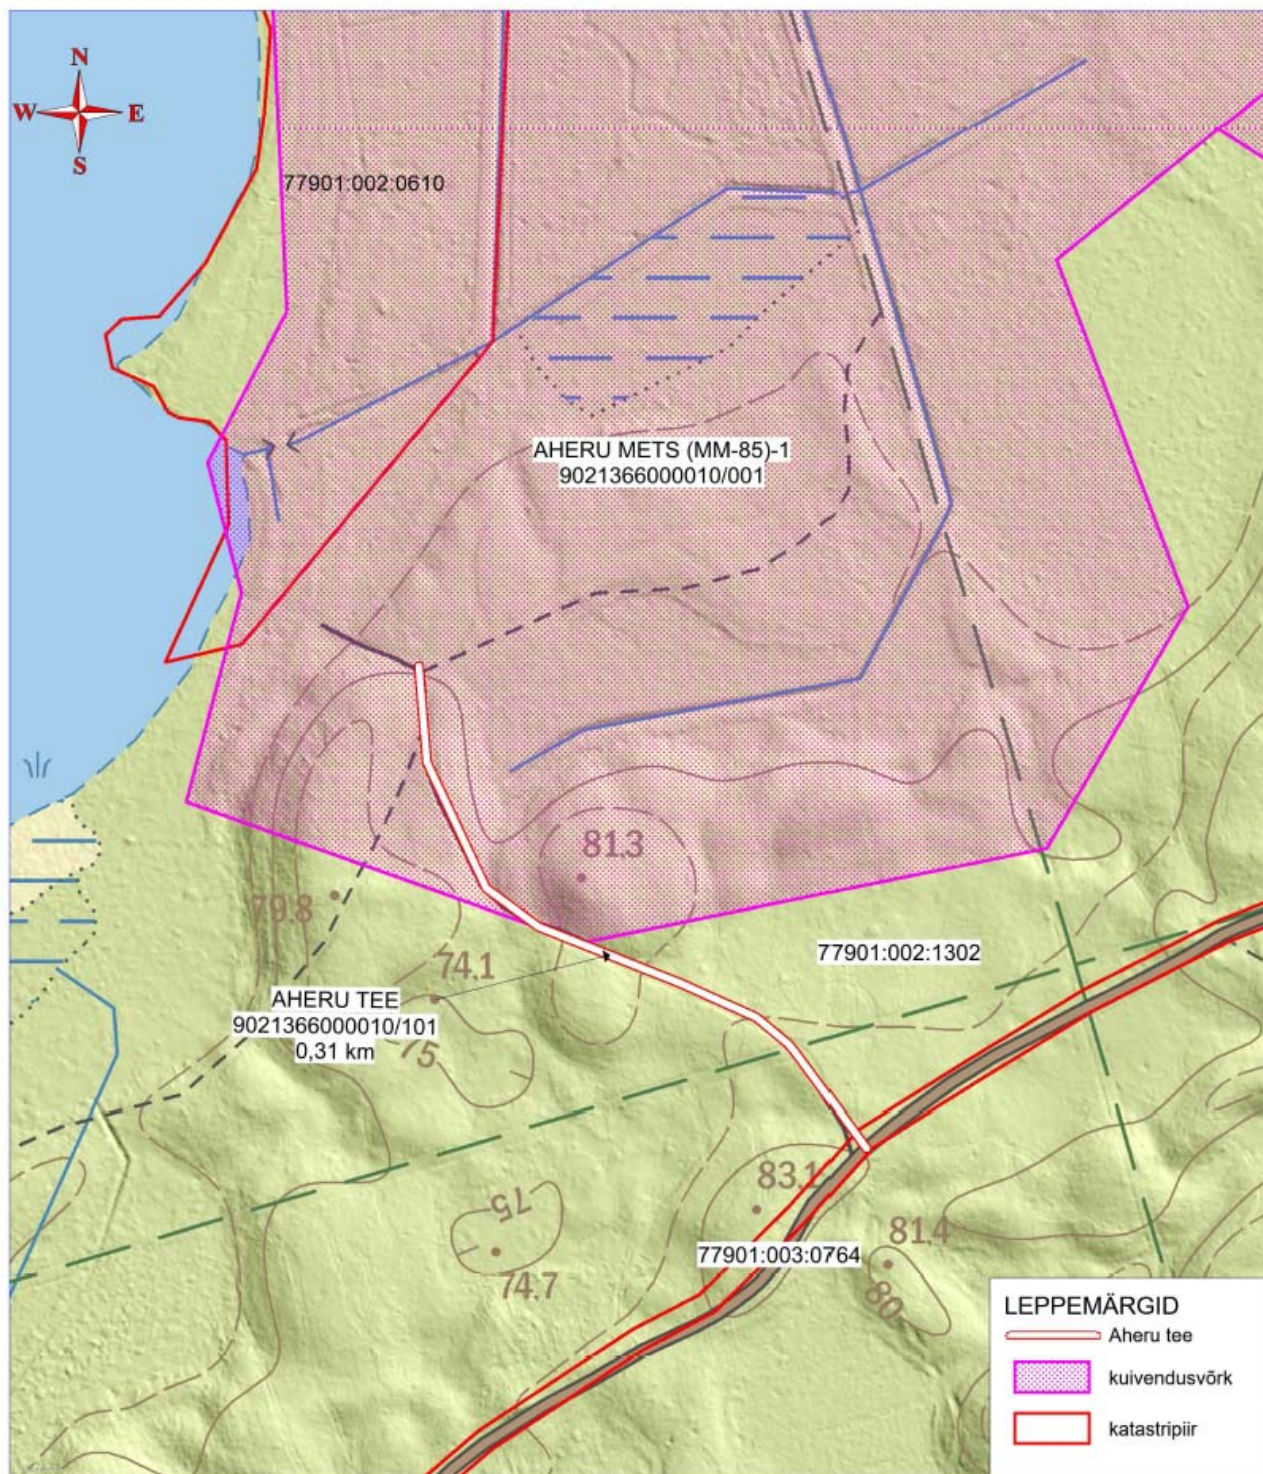 N
W E
S
77901:002:0610
AHERU METS (MM-85)-1
9021366000010/001
81.3
79.8
74.1
77901:002:1302
AHERU TEE
9021366000010/101
0,31 km
75
83.1
75
74.7
77901:003:0764
81.4
80
LEPPEMÄRGID
Aheru tee
kuivendusvõrk
katastripiir